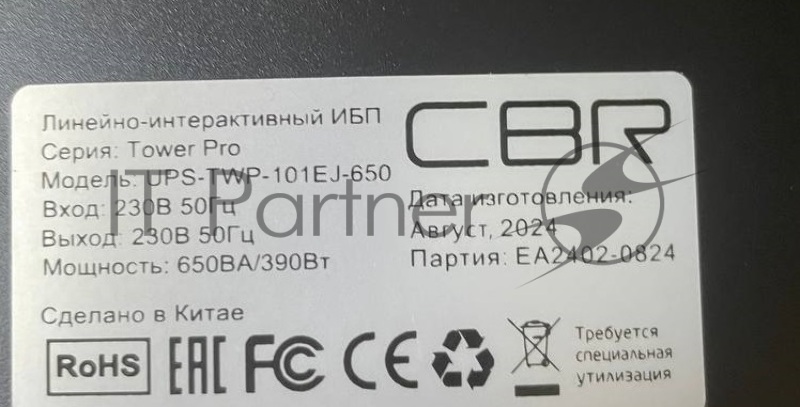 Линейно-интерактивный ИБП
Серия: Tower Pro
Модель: UPS-TWP-101EJ-650
Вход: 230В 50Гц
Выход: 230В 50Гц
Мощность: 650ВА/390Вт
CBR
Дата изготовления:
Август, 2024
Партия: EA2402-0824
IT Partner
Сделано в Китае
RoHS EAC FC CE
Требуется
специальная
утилизация